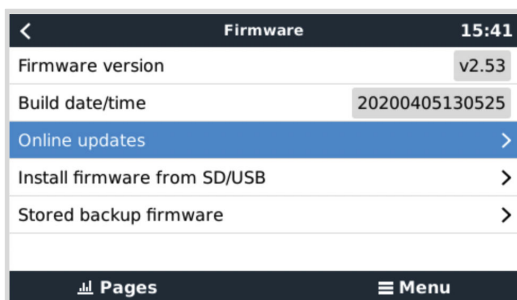 Firmware 15:41
Firmware version v2.53
Build date/time 20200405130525
Online updates
Install firmware from SD/USB
Stored backup firmware
Pages Menu